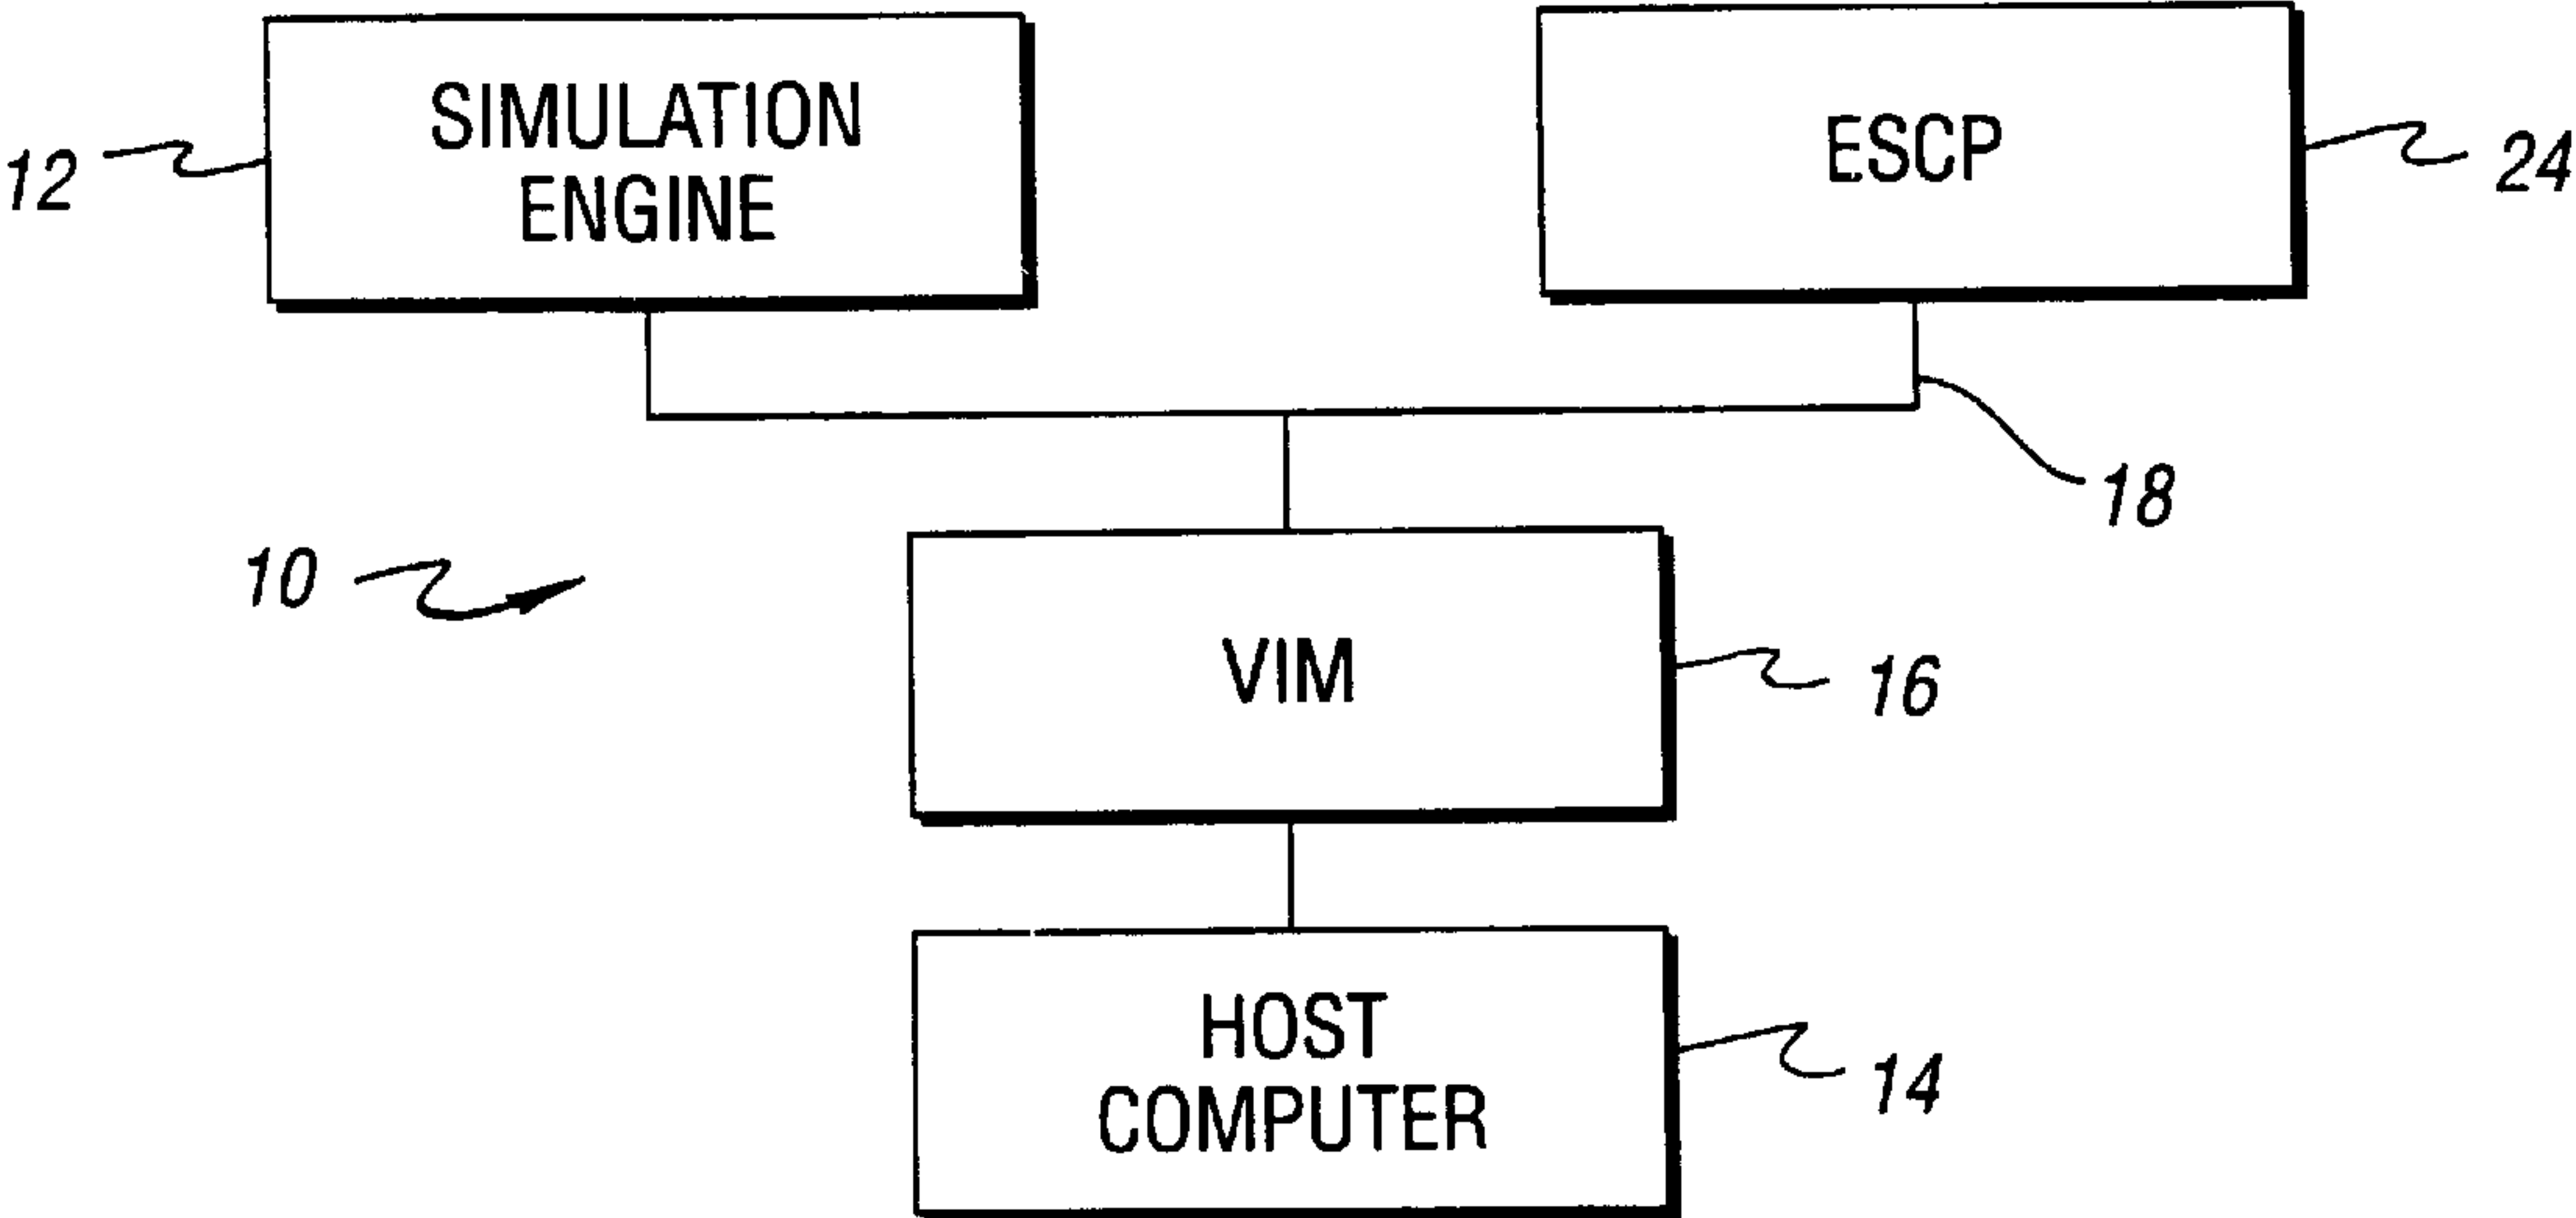 SIMULATION
ENGINE
12
ESCP
24
18
10
VIM
16
HOST
COMPUTER
14